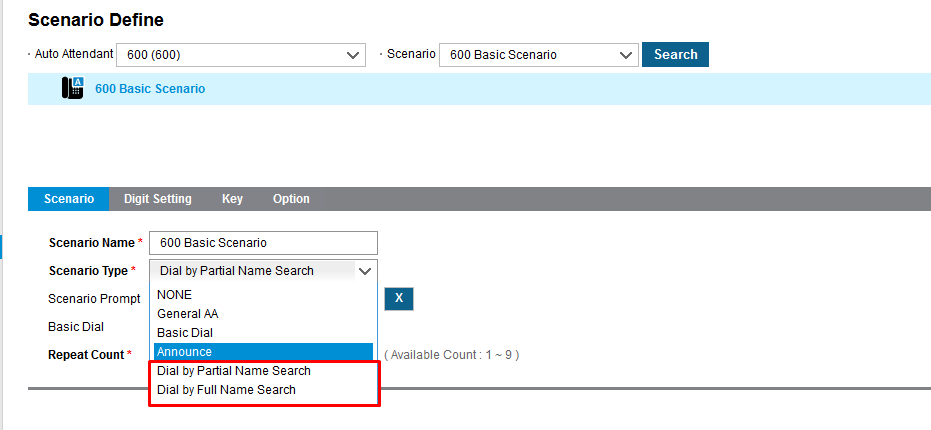 Scenario Define
· Auto Attendant 600 (600) · Scenario 600 Basic Scenario Search
A 600 Basic Scenario
Scenario Digit Setting Key Option
Scenario Name * 600 Basic Scenario
Scenario Type * Dial by Partial Name Search
Scenario Prompt X
NONE
General AA
Basic Dial
Basic Dial
Announce
Repeat Count * ( Available Count : 1 ~ 9 )
Dial by Partial Name Search
Dial by Full Name Search